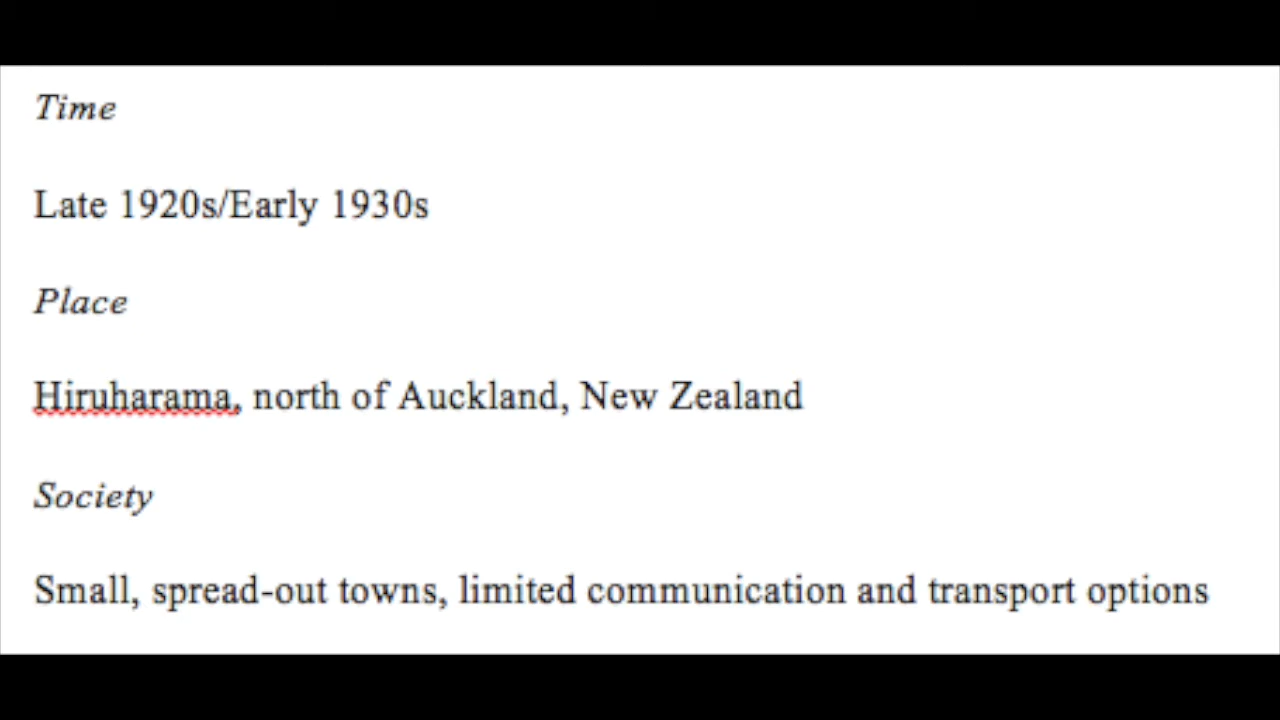 Time
Late 1920s/Early 1930s
Place
Hiruharama, north of Auckland, New Zealand
Society
Small, spread-out towns, limited communication and transport options